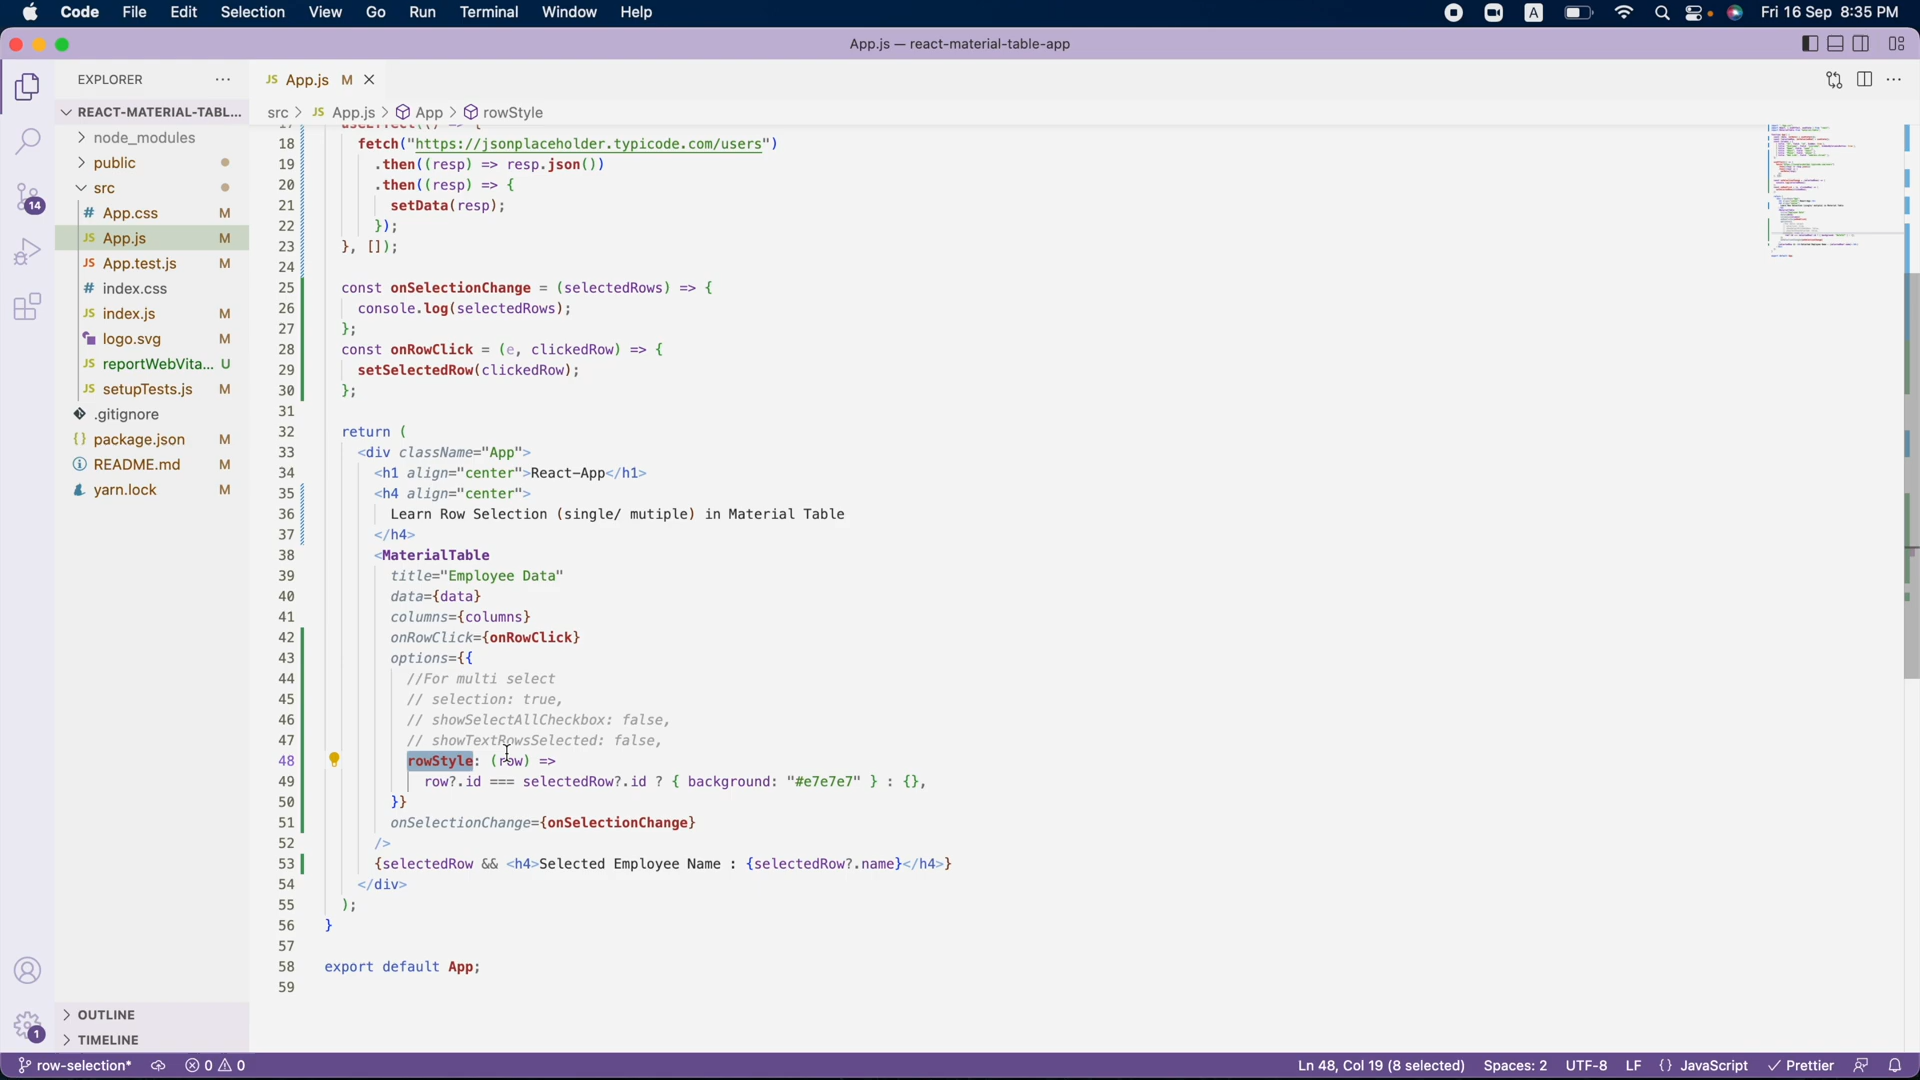 Code File Edit Selection View Go Run Terminal Window Help A Fri 16 Sep 8:35 PM
App.js — react-material-table-app
EXPLORER ···
JS App.js M
src > JS App.js > App > rowStyle
REACT-MATERIAL-TABL...
node_modules
public
src
# App.css M
JS App.js M
JS App.test.js M
# index.css
JS index.js M
logo.svg M
JS reportWebVita... U
JS setupTests.js M
.gitignore
{} package.json M
README.md M
yarn.lock M
OUTLINE
TIMELINE
14
1
17 useEffect(() => {
18 fetch("https://jsonplaceholder.typicode.com/users")
19 .then((resp) => resp.json())
20 .then((resp) => {
21 setData(resp);
22 });
23 }, []);
24
25 const onSelectionChange = (selectedRows) => {
26 console.log(selectedRows);
27 };
28 const onRowClick = (e, clickedRow) => {
29 setSelectedRow(clickedRow);
30 };
31
32 return (
33 <div className="App">
34 <h1 align="center">React-App</h1>
35 <h4 align="center">
36 Learn Row Selection (single/ mutiple) in Material Table
37 </h4>
38 <MaterialTable
39 title="Employee Data"
40 data={data}
41 columns={columns}
42 onRowClick={onRowClick}
43 options={{
44 //For multi select
45 // selection: true,
46 // showSelectAllCheckbox: false,
47 // showTextRowsSelected: false,
48 rowStyle: (row) =>
49 row?.id === selectedRow?.id ? { background: "#e7e7e7" } : {},
50 }}
51 onSelectionChange={onSelectionChange}
52 />
53 {selectedRow && <h4>Selected Employee Name : {selectedRow?.name}</h4>}
54 </div>
55 );
56 }
57
58 export default App;
59
row-selection* 0 0 Ln 48, Col 19 (8 selected) Spaces: 2 UTF-8 LF {} JavaScript Prettier